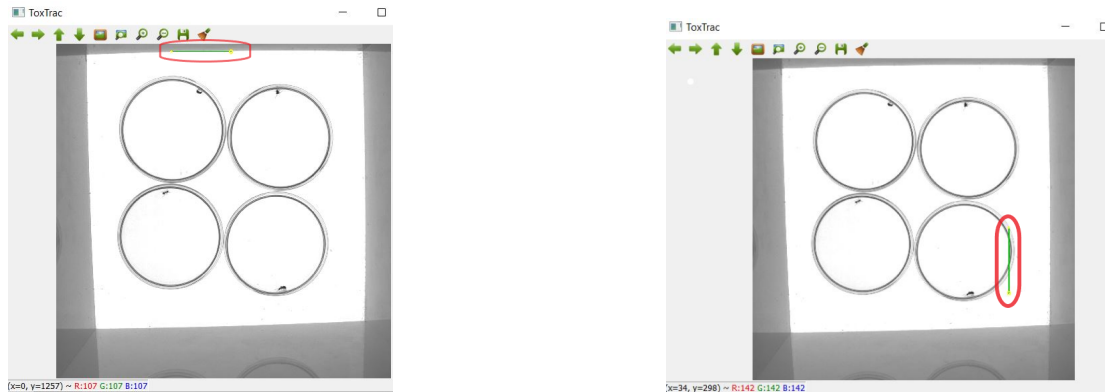 ToxTrac
(x=0, y=1257) ~ R:107 G:107 B:107
ToxTrac
(x=34, y=298) ~ R:142 G:142 B:142